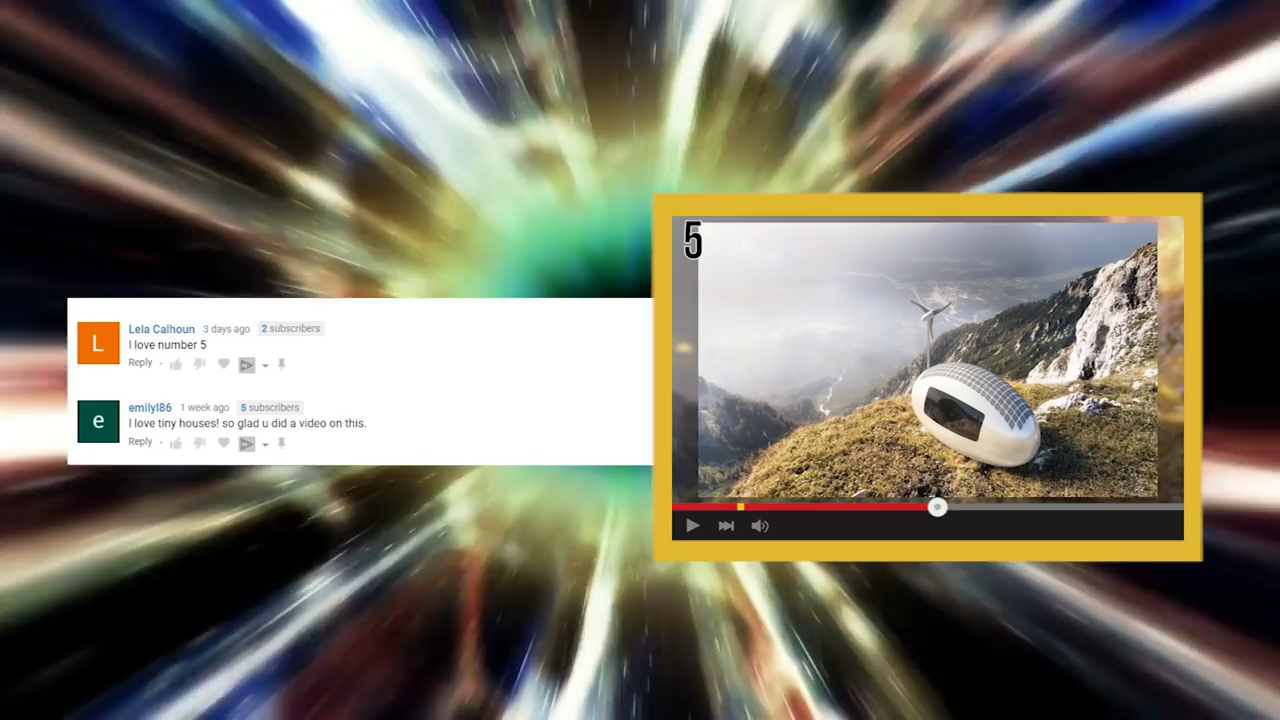 5
L
Lela Calhoun 3 days ago 2 subscribers
I love number 5
Reply ·
e
emilyl86 1 week ago 5 subscribers
I love tiny houses! so glad u did a video on this.
Reply ·